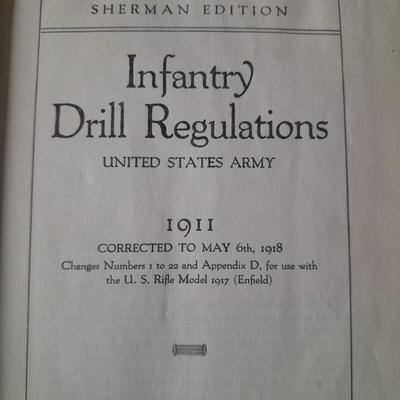 SHERMAN EDITION
Infantry
Drill Regulations
UNITED STATES ARMY
1911
CORRECTED TO MAY 6th, 1918
Changes Numbers 1 to 22 and Appendix D, for use with
the U. S. Rifle Model 1917 (Enfield)